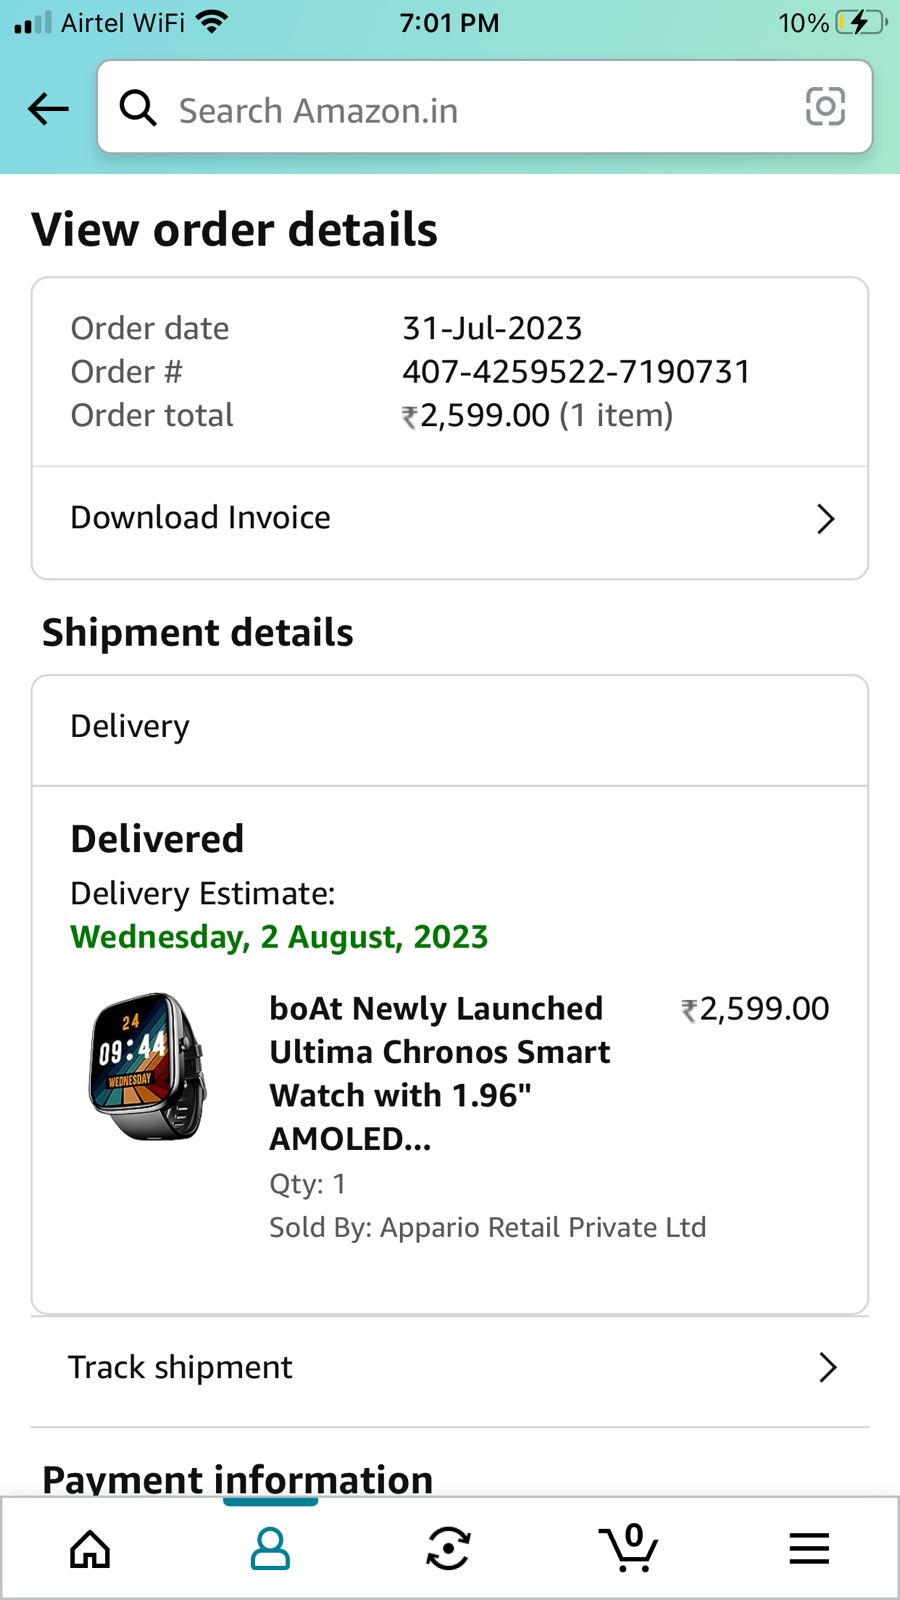 Airtel WiFi 7:01 PM 10%
Search Amazon.in
View order details
Order date 31-Jul-2023
Order # 407-4259522-7190731
Order total ₹2,599.00 (1 item)
Download Invoice
Shipment details
Delivery
Delivered
Delivery Estimate:
Wednesday, 2 August, 2023
24
09:44
WEDNESDAY
boAt Newly Launched ₹2,599.00
Ultima Chronos Smart
Watch with 1.96"
AMOLED...
Qty: 1
Sold By: Appario Retail Private Ltd
Track shipment
Payment information
0